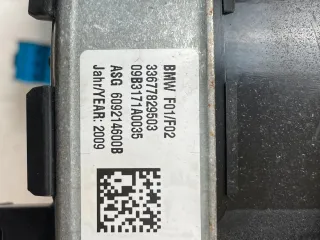 BMW F01/F02
33677829503
09B3171A0035
ASG 609214600B
Jahr/YEAR: 2009